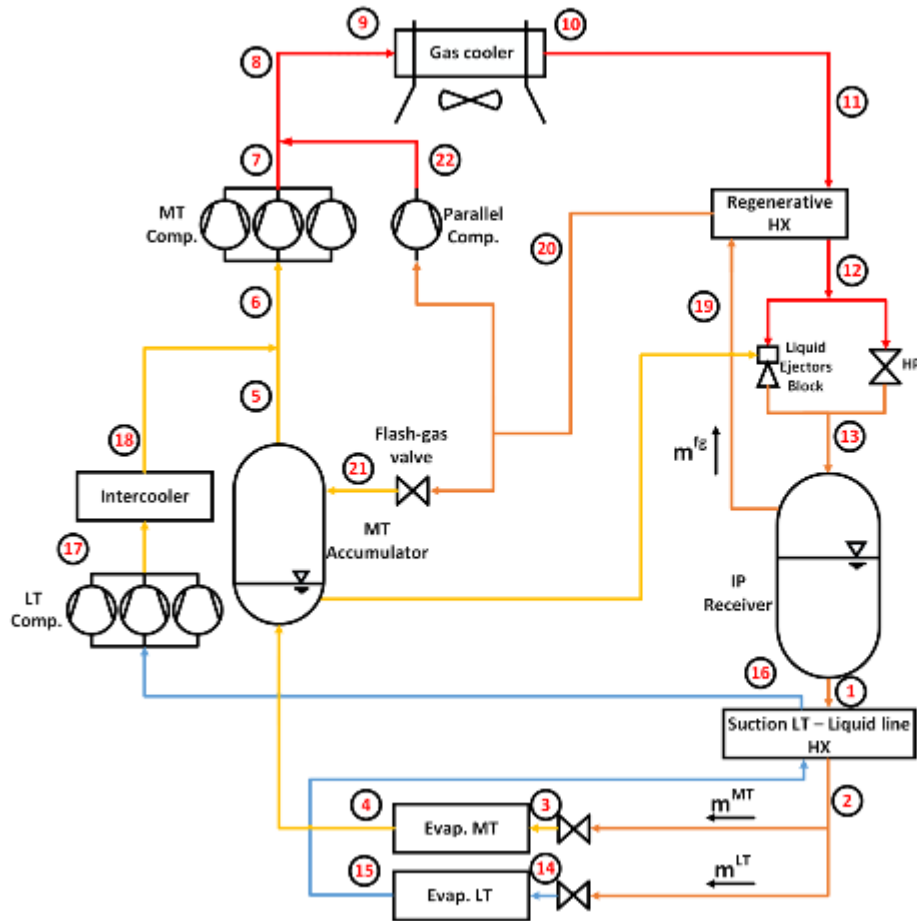 9
10
Gas cooler
8
11
7
22
MT
Comp.
Parallel
Comp.
Regenerative
HX
20
12
6
19
Liquid
Ejectors
Block
HP
5
18
Flash-gas
valve
13
m^fg
21
Intercooler
MT
Accumulator
17
LT
Comp.
IP
Receiver
16
1
Suction LT – Liquid line
HX
4
3
m^MT
2
Evap. MT
15
14
m^LT
Evap. LT